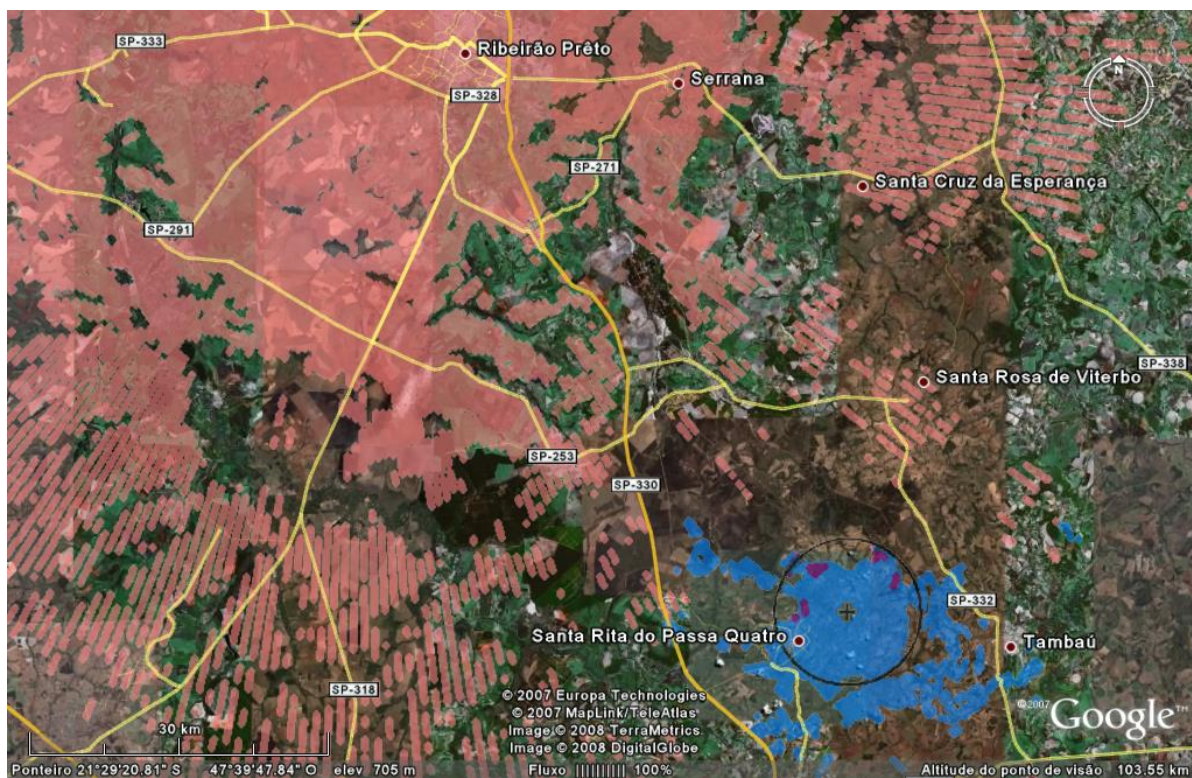 SP-333
Ribeirão Prêto
N
Serrana
SP-328
SP-271
Santa Cruz da Esperança
SP-291
SP-338
Santa Rosa de Viterbo
SP-253
SP-330
SP-332
Santa Rita do Passa Quatro
Tambaú
SP-318
© 2007 Europa Technologies
© 2007 MapLink/TeleAtlas
Image © 2008 TerraMetrics
Image © 2008 DigitalGlobe
©2007 Google™
30 km
Ponteiro 21°29'20.81" S 47°39'47.84" O elev 705 m Fluxo |||||||||| 100% Altitude do ponto de visão 103.55 km